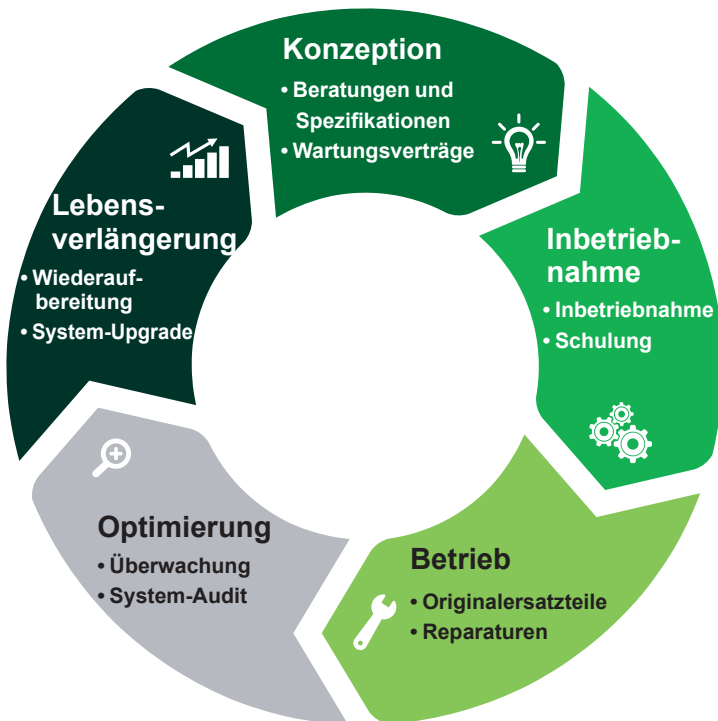 Konzeption
• Beratungen und
Spezifikationen
• Wartungsverträge
Inbetrieb-
nahme
• Inbetriebnahme
• Schulung
Betrieb
• Originalersatzteile
• Reparaturen
Optimierung
• Überwachung
• System-Audit
Lebens-
verlängerung
• Wiederauf-
bereitung
• System-Upgrade